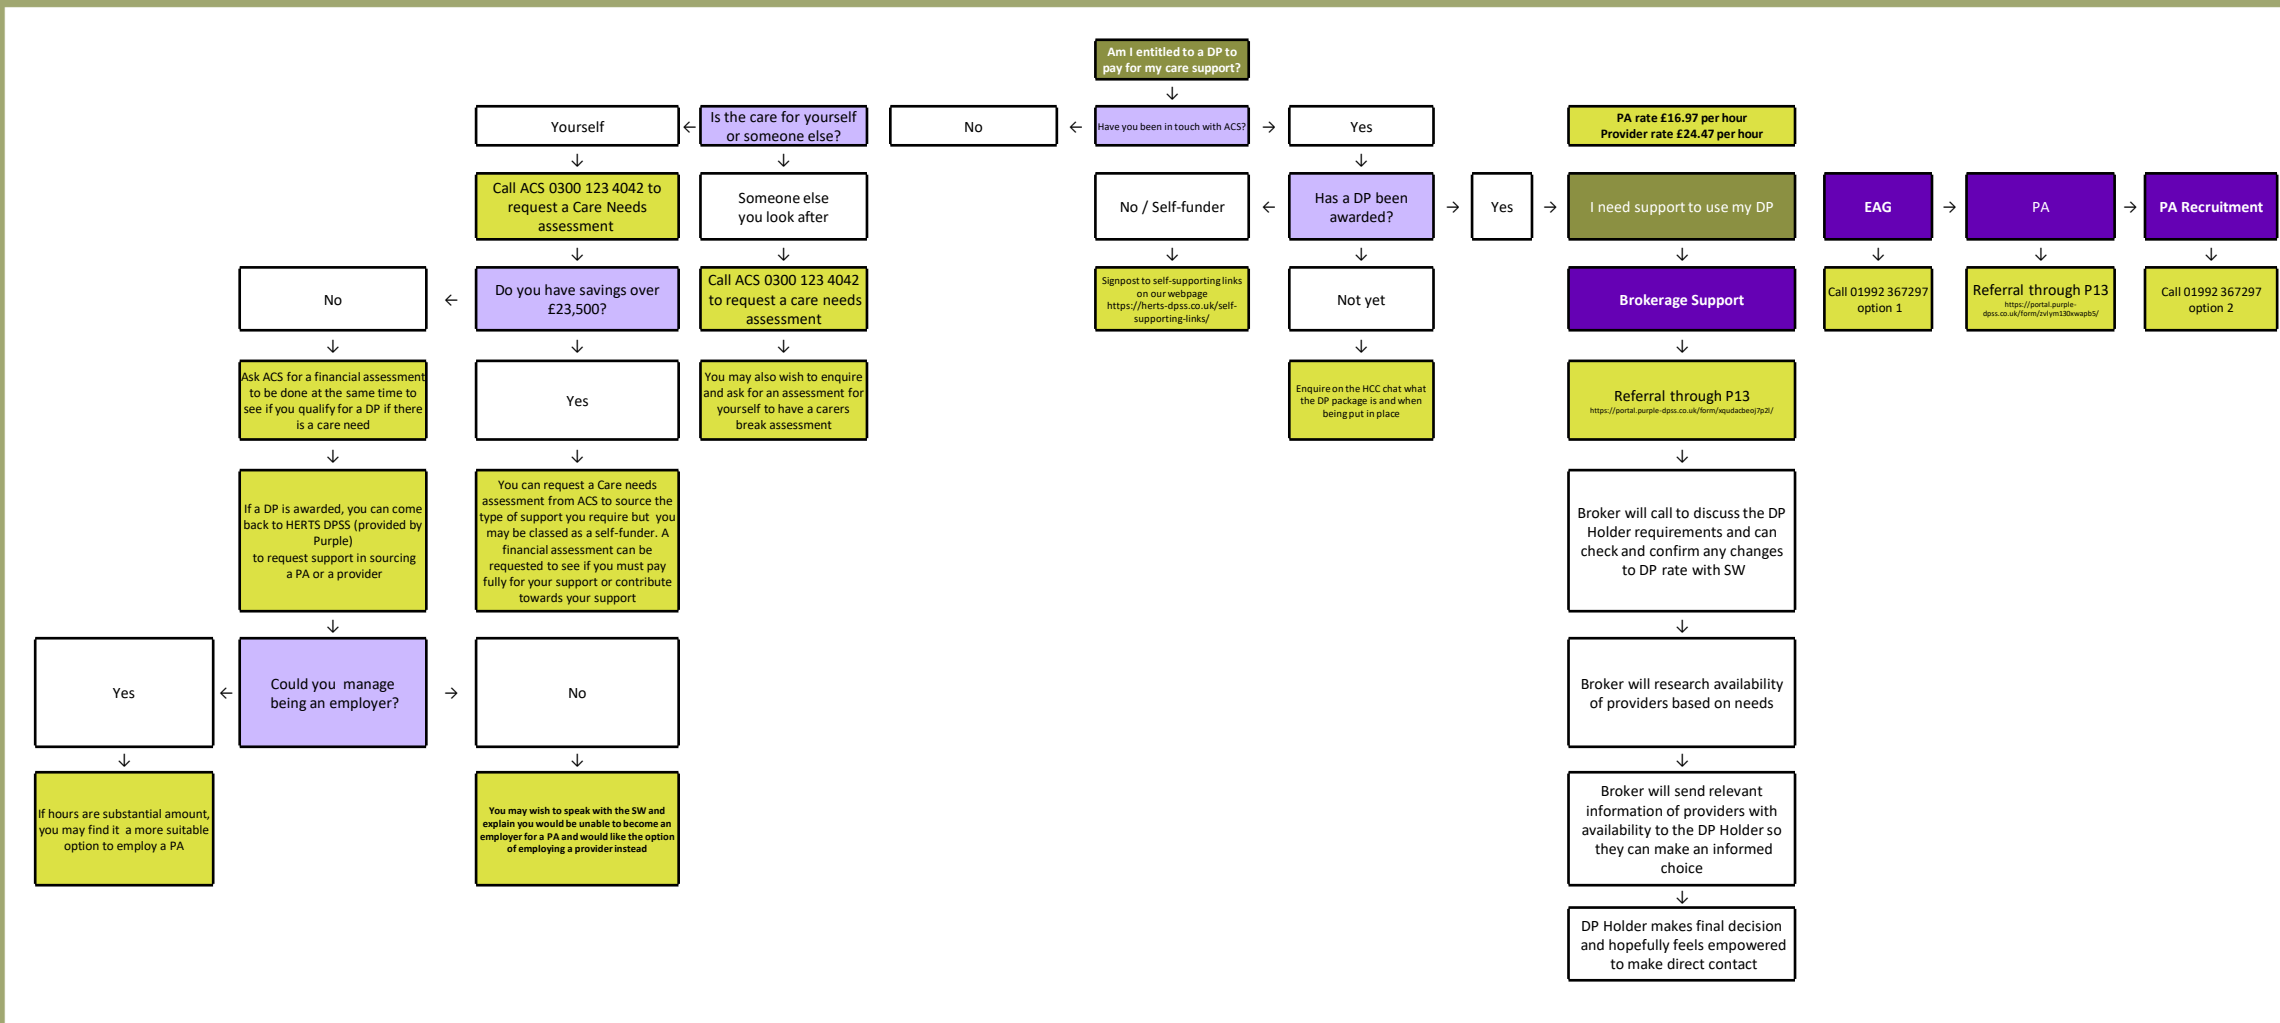 Am I entitled to a DP to
pay for my care support?
↓
Yourself
←
Is the care for yourself
or someone else?
No
←
Have you been in touch with ACS?
→
Yes
PA rate £16.97 per hour
Provider rate £24.47 per hour
↓
↓
↓
Call ACS 0300 123 4042 to
request a Care Needs
assessment
Someone else
you look after
No / Self-funder
←
Has a DP been
awarded?
→
Yes
→
I need support to use my DP
EAG
→
PA
→
PA Recruitment
↓
↓
↓
↓
↓
↓
↓
↓
No
←
Do you have savings over
£23,500?
Call ACS 0300 123 4042
to request a care needs
assessment
Signpost to self-supporting links
on our webpage
https://herts-dpss.co.uk/self-
supporting-links/
Not yet
Brokerage Support
Call 01992 367297
option 1
Referral through P13
https://portal.purple-
dpss.co.uk/form/zvlym130xwapb5/
Call 01992 367297
option 2
↓
↓
↓
↓
↓
Ask ACS for a financial assessment
to be done at the same time to
see if you qualify for a DP if there
is a care need
Yes
You may also wish to enquire
and ask for an assessment for
yourself to have a carers
break assessment
Enquire on the HCC chat what
the DP package is and when
being put in place
Referral through P13
https://portal.purple-dpss.co.uk/form/xqudacbeoj7p2l/
↓
↓
↓
If a DP is awarded, you can come
back to HERTS DPSS (provided by
Purple)
to request support in sourcing
a PA or a provider
You can request a Care needs
assessment from ACS to source the
type of support you require but you
may be classed as a self-funder. A
financial assessment can be
requested to see if you must pay
fully for your support or contribute
towards your support
Broker will call to discuss the DP
Holder requirements and can
check and confirm any changes
to DP rate with SW
↓
↓
Yes
←
Could you manage
being an employer?
→
No
Broker will research availability
of providers based on needs
↓
↓
↓
If hours are substantial amount,
you may find it a more suitable
option to employ a PA
You may wish to speak with the SW and
explain you would be unable to become an
employer for a PA and would like the option
of employing a provider instead
Broker will send relevant
information of providers with
availability to the DP Holder so
they can make an informed
choice
↓
DP Holder makes final decision
and hopefully feels empowered
to make direct contact